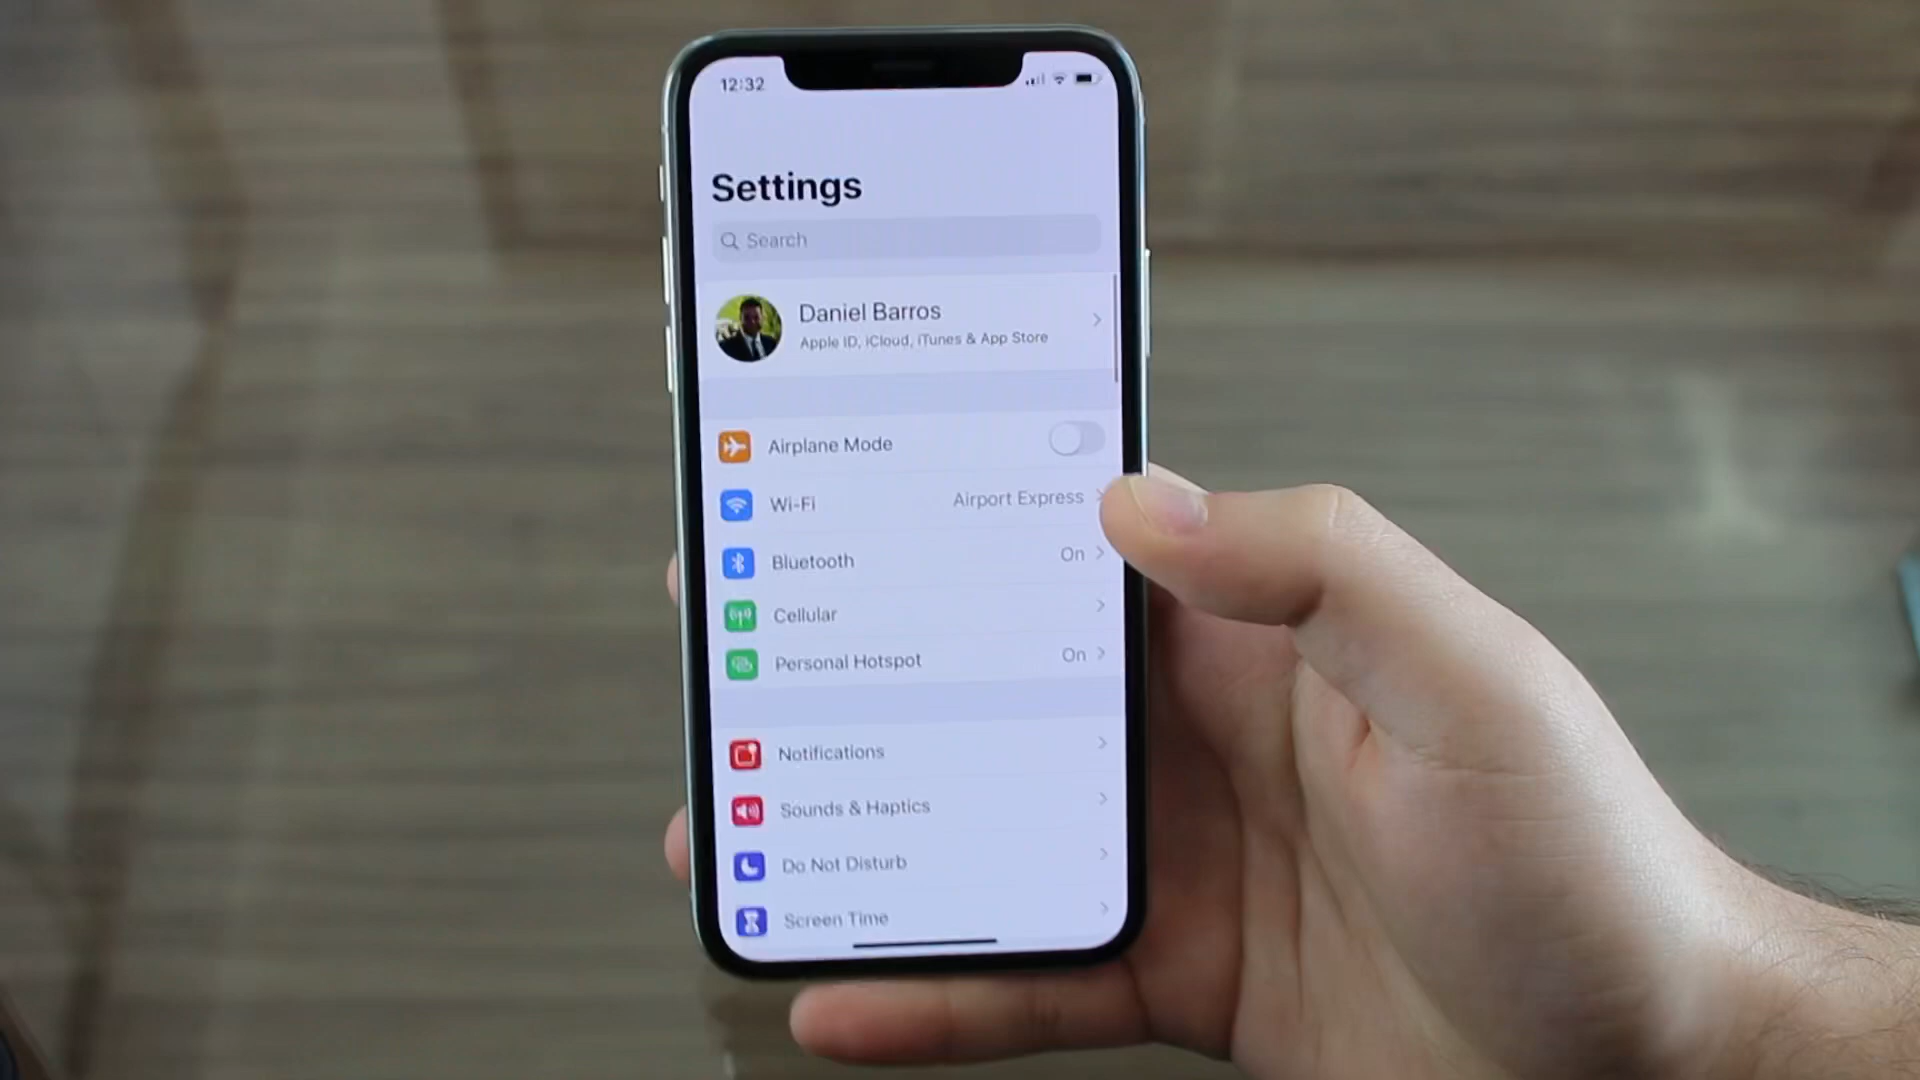 12:32
Settings
Search
Daniel Barros
Apple ID, iCloud, iTunes & App Store
Airplane Mode
Wi-Fi Airport Express
Bluetooth On
Cellular
Personal Hotspot On
Notifications
Sounds & Haptics
Do Not Disturb
Screen Time